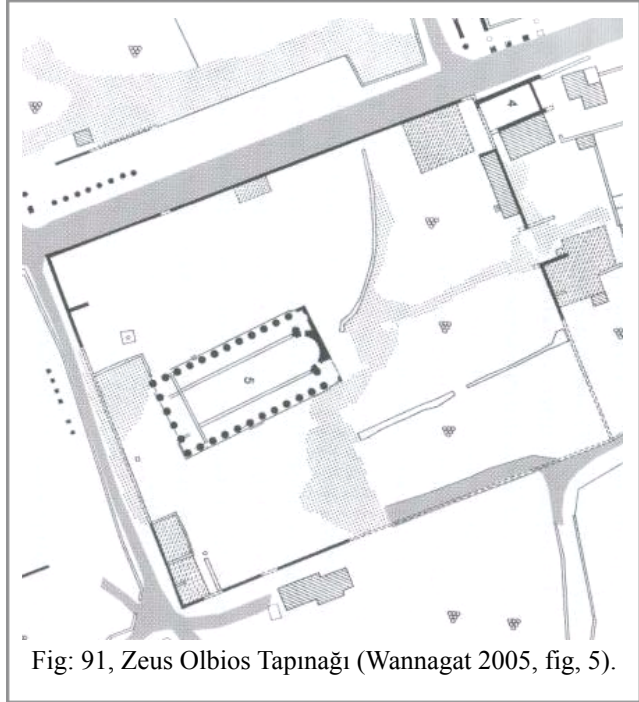 Fig: 91, Zeus Olbios Tapınağı (Wannagat 2005, fig, 5).